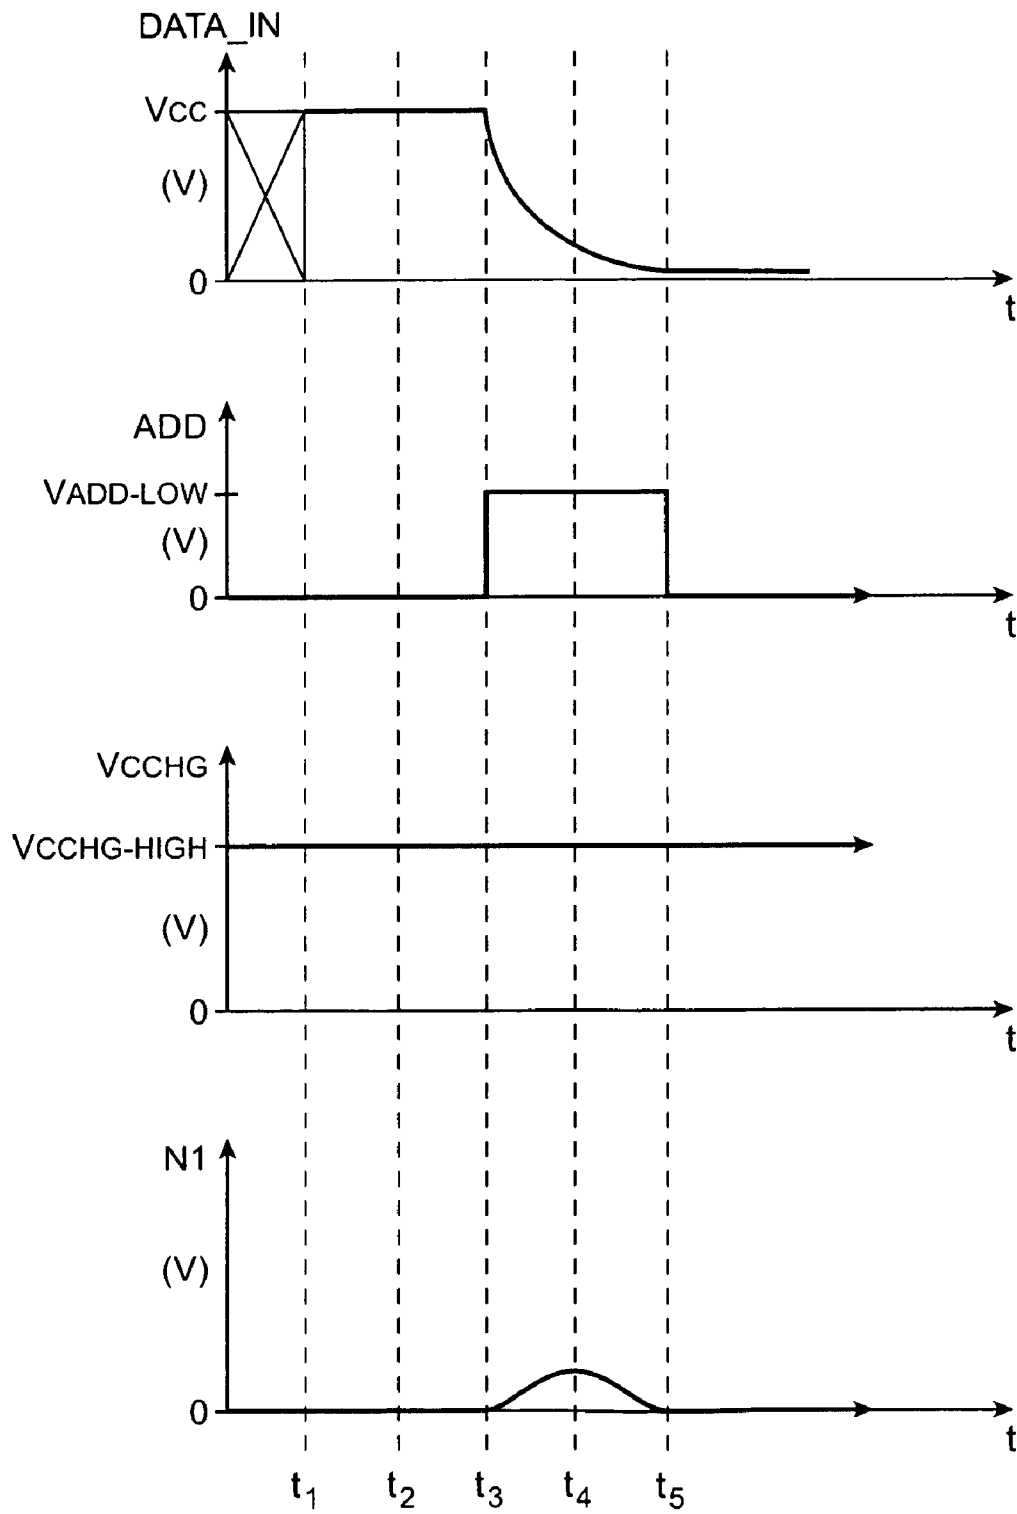 DATA_IN
VCC
(V)
0
t
ADD
VADD-LOW
(V)
0
t
VCCHG
VCCHG-HIGH
(V)
0
t
N1
(V)
0
t
t1 t2 t3 t4 t5